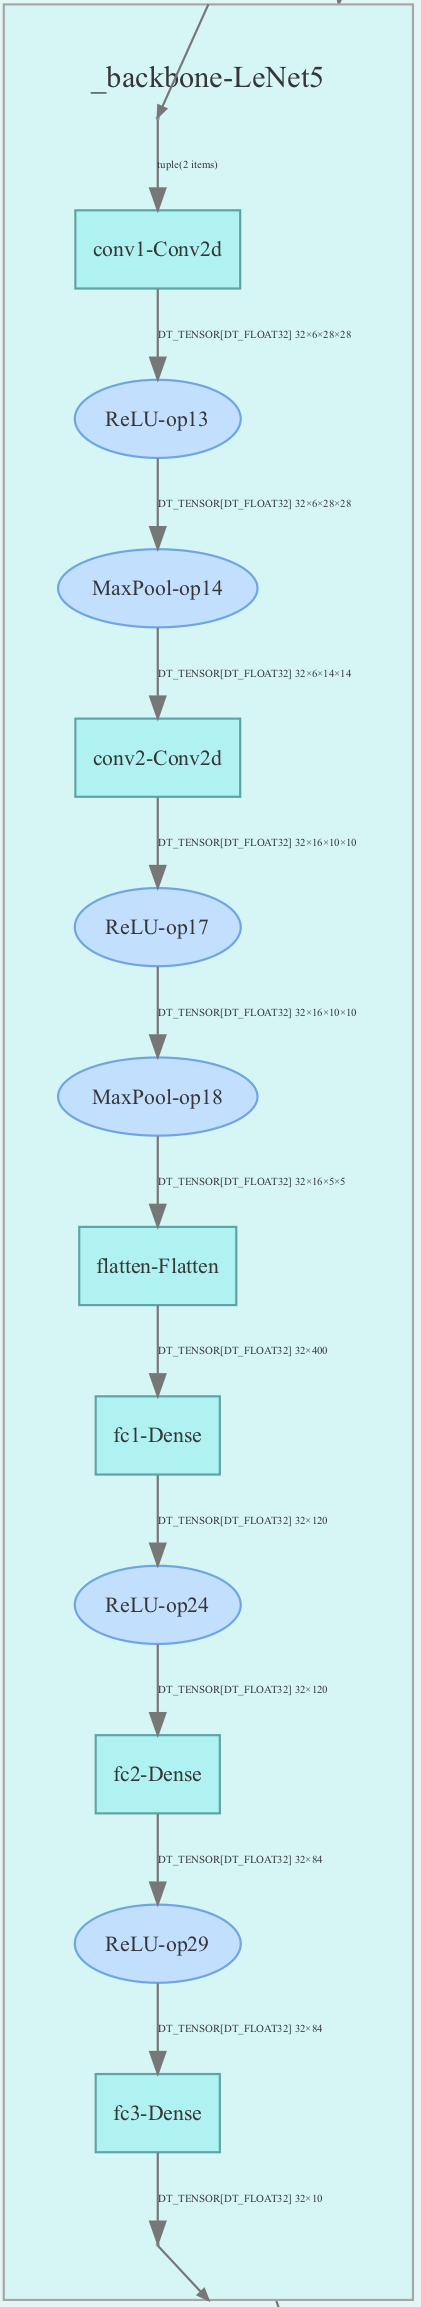 _backbone-LeNet5
tuple(2 items)
conv1-Conv2d
DT_TENSOR[DT_FLOAT32] 32×6×28×28
ReLU-op13
DT_TENSOR[DT_FLOAT32] 32×6×28×28
MaxPool-op14
DT_TENSOR[DT_FLOAT32] 32×6×14×14
conv2-Conv2d
DT_TENSOR[DT_FLOAT32] 32×16×10×10
ReLU-op17
DT_TENSOR[DT_FLOAT32] 32×16×10×10
MaxPool-op18
DT_TENSOR[DT_FLOAT32] 32×16×5×5
flatten-Flatten
DT_TENSOR[DT_FLOAT32] 32×400
fc1-Dense
DT_TENSOR[DT_FLOAT32] 32×120
ReLU-op24
DT_TENSOR[DT_FLOAT32] 32×120
fc2-Dense
DT_TENSOR[DT_FLOAT32] 32×84
ReLU-op29
DT_TENSOR[DT_FLOAT32] 32×84
fc3-Dense
DT_TENSOR[DT_FLOAT32] 32×10